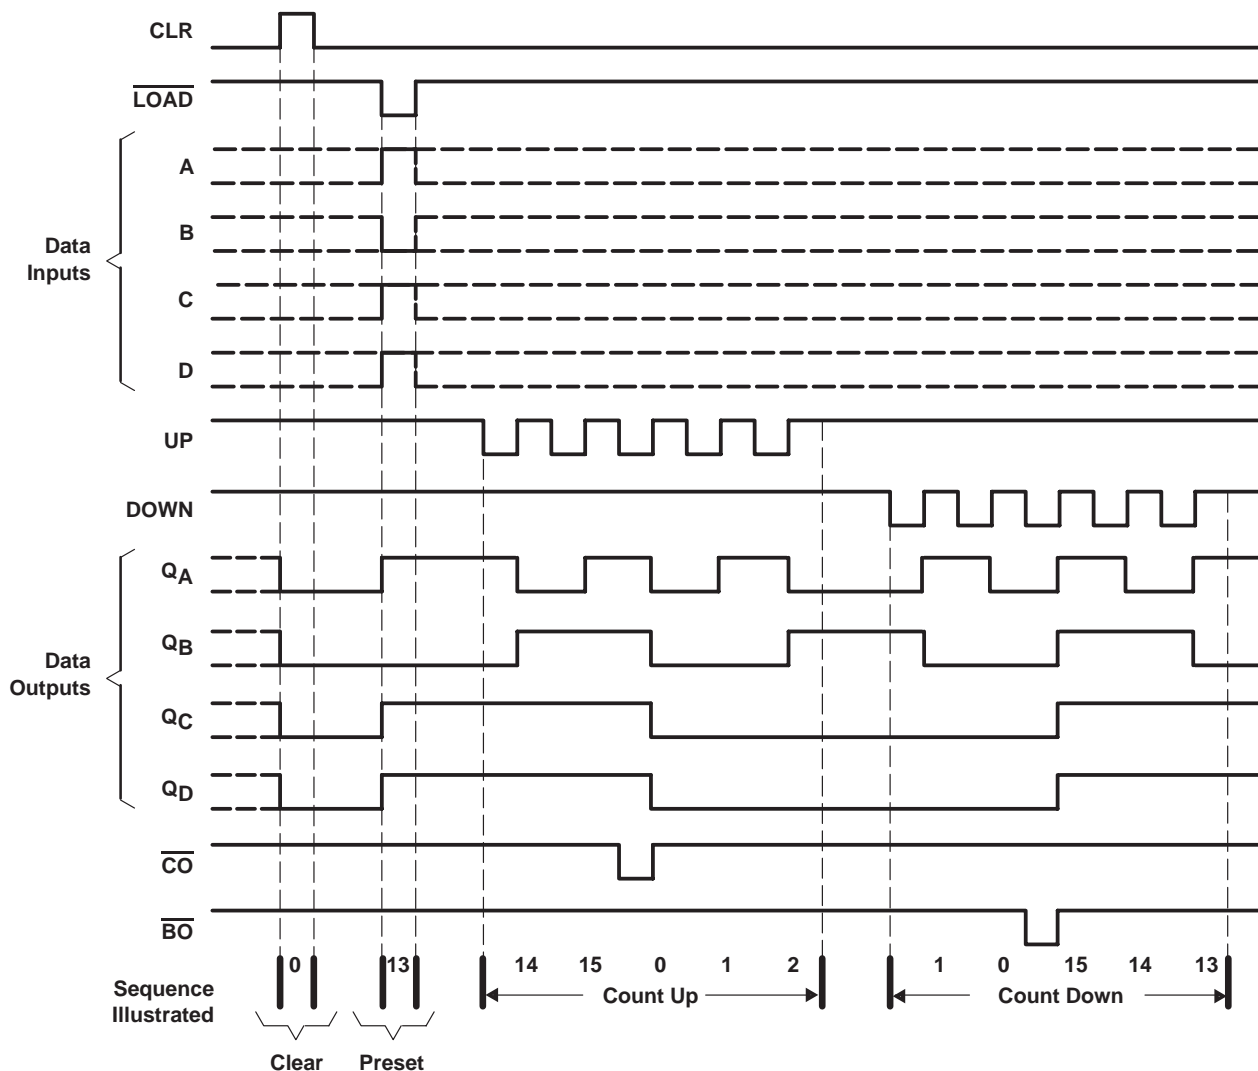 CLR
LOAD
A
B
C
D
Data
Inputs
UP
DOWN
QA
QB
QC
QD
Data
Outputs
CO
BO
0 13 14 15 0 1 2 1 0 15 14 13
Sequence
Illustrated
Count Up
Count Down
Clear
Preset